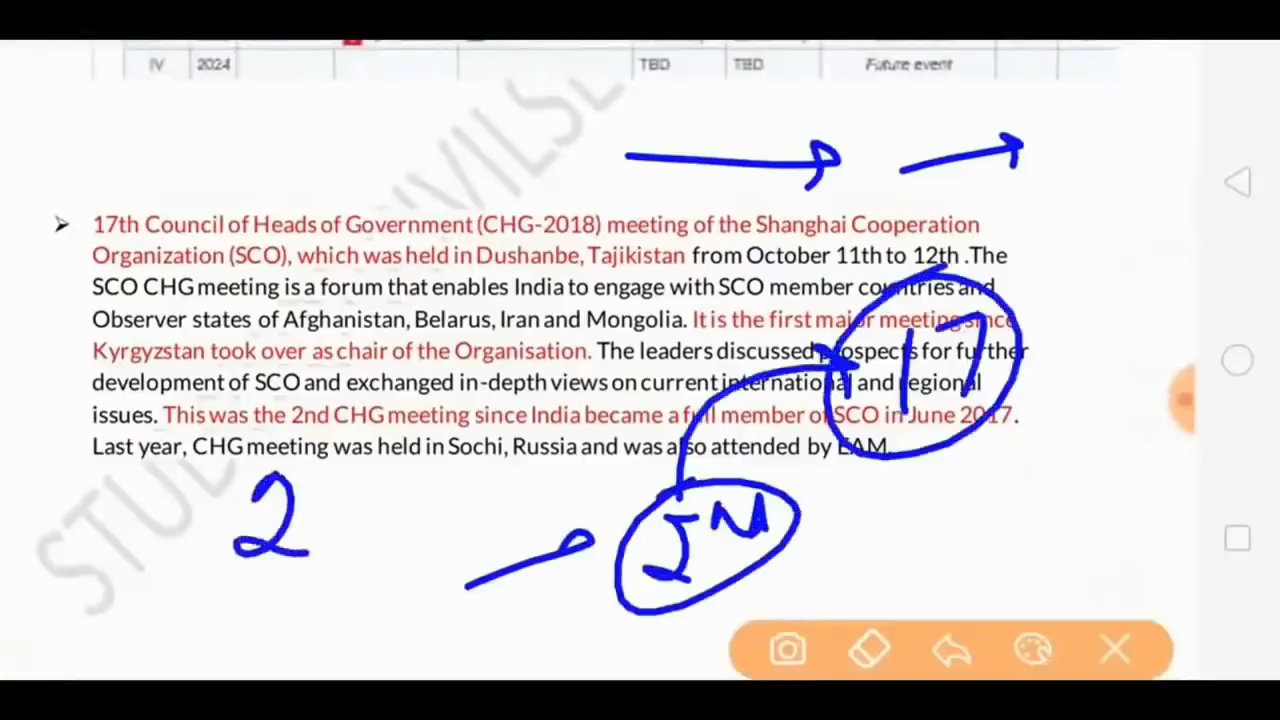 IV 2024 TBD TBD Future event
➤ 17th Council of Heads of Government (CHG-2018) meeting of the Shanghai Cooperation
Organization (SCO), which was held in Dushanbe, Tajikistan from October 11th to 12th .The
SCO CHG meeting is a forum that enables India to engage with SCO member countries and
Observer states of Afghanistan, Belarus, Iran and Mongolia. It is the first major meeting since
Kyrgyzstan took over as chair of the Organisation. The leaders discussed prospects for further
development of SCO and exchanged in-depth views on current international and regional
issues. This was the 2nd CHG meeting since India became a full member of SCO in June 2017.
Last year, CHG meeting was held in Sochi, Russia and was also attended by EAM.
17
2